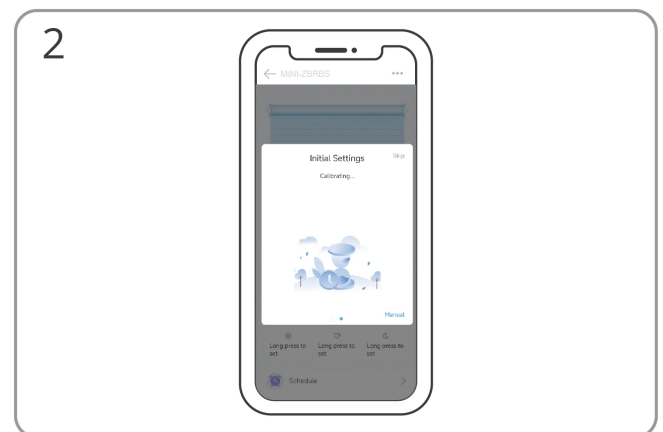 2
MINI-ZBRBS
Initial Settings
Skip
Calibrating...
Manual
Long press to set
Long press to set
Long press to set
Schedule